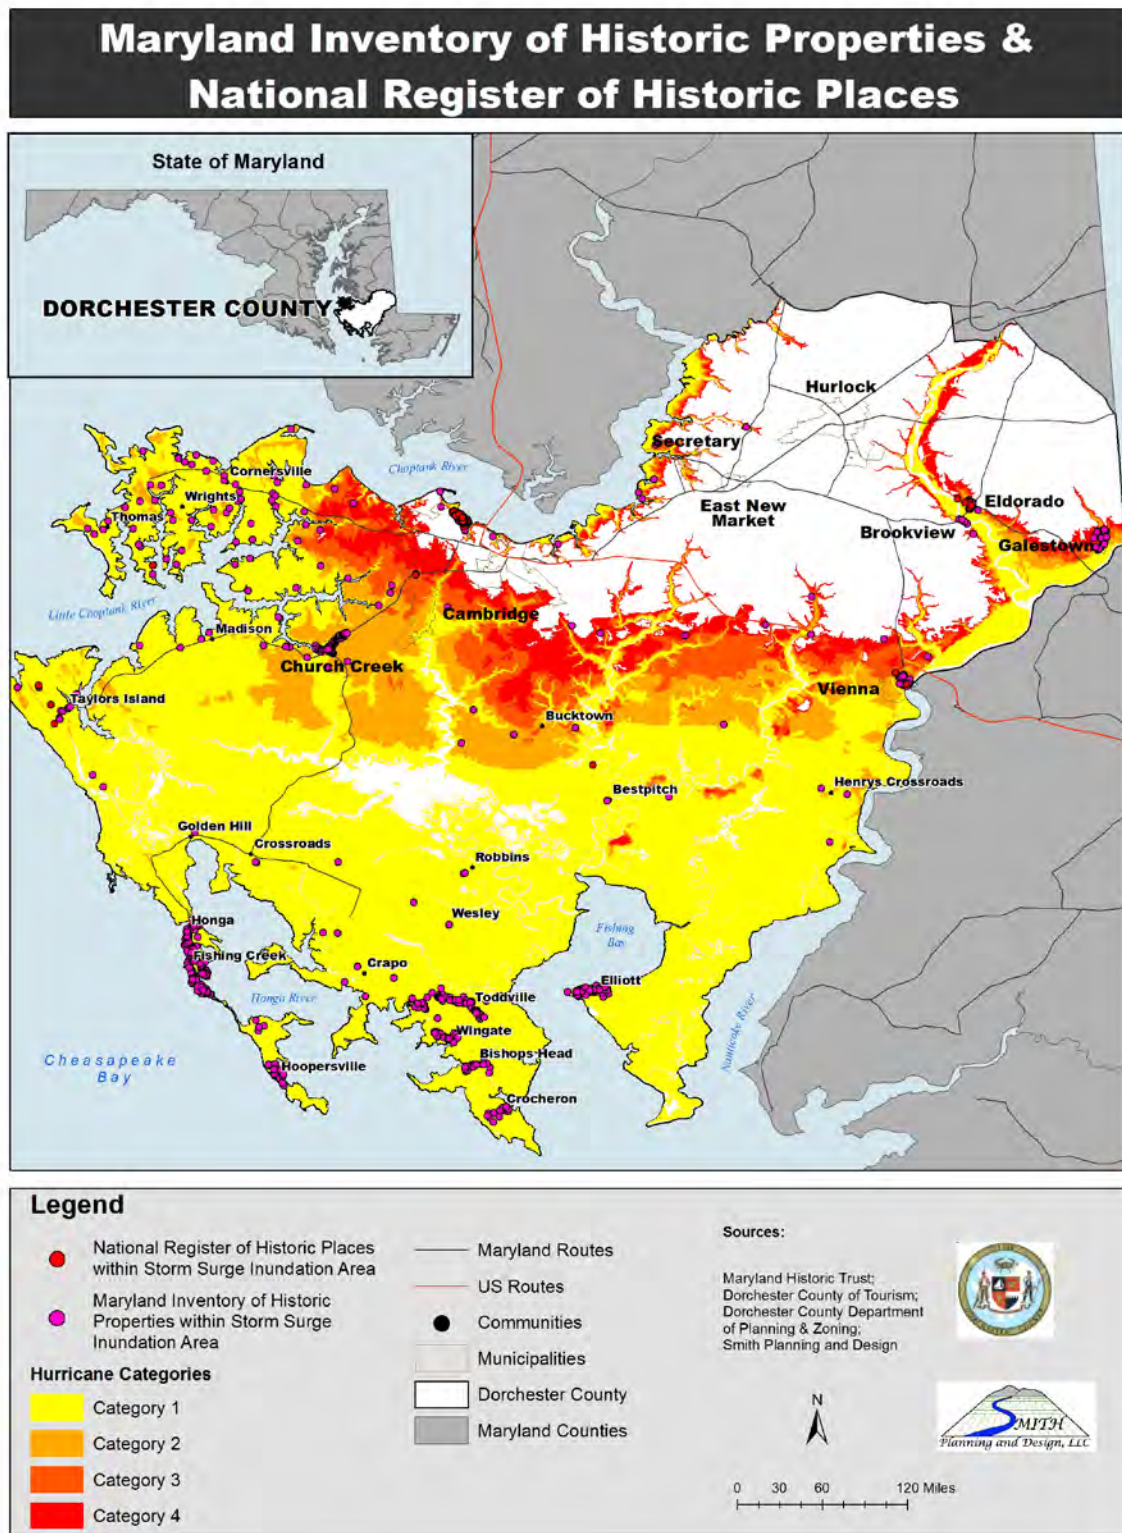 Maryland Inventory of Historic Properties &
National Register of Historic Places
State of Maryland
DORCHESTER COUNTY
Hurlock
Secretary
Choptank River
Cornersville
Wrights
Thomas
East New
Market
Eldorado
Brookview
Galestown
Little Choptank River
Cambridge
Madison
Church Creek
Vienna
Taylors Island
Bucktown
Bestpitch
Henrys Crossroads
Golden Hill
Crossroads
Robbins
Wesley
Honga
Fishing Creek
Fishing
Bay
Crapo
Elliott
Honga River
Toddville
Wingate
Nanticoke River
Bishops Head
Cheasapeake
Bay
Hoopersville
Crocheron
Legend
National Register of Historic Places
within Storm Surge Inundation Area
Maryland Inventory of Historic
Properties within Storm Surge
Inundation Area
Hurricane Categories
Category 1
Category 2
Category 3
Category 4
Maryland Routes
US Routes
Communities
Municipalities
Dorchester County
Maryland Counties
Sources:
Maryland Historic Trust;
Dorchester County of Tourism;
Dorchester County Department
of Planning & Zoning;
Smith Planning and Design
N
SMITH
Planning and Design, LLC
0 30 60 120 Miles